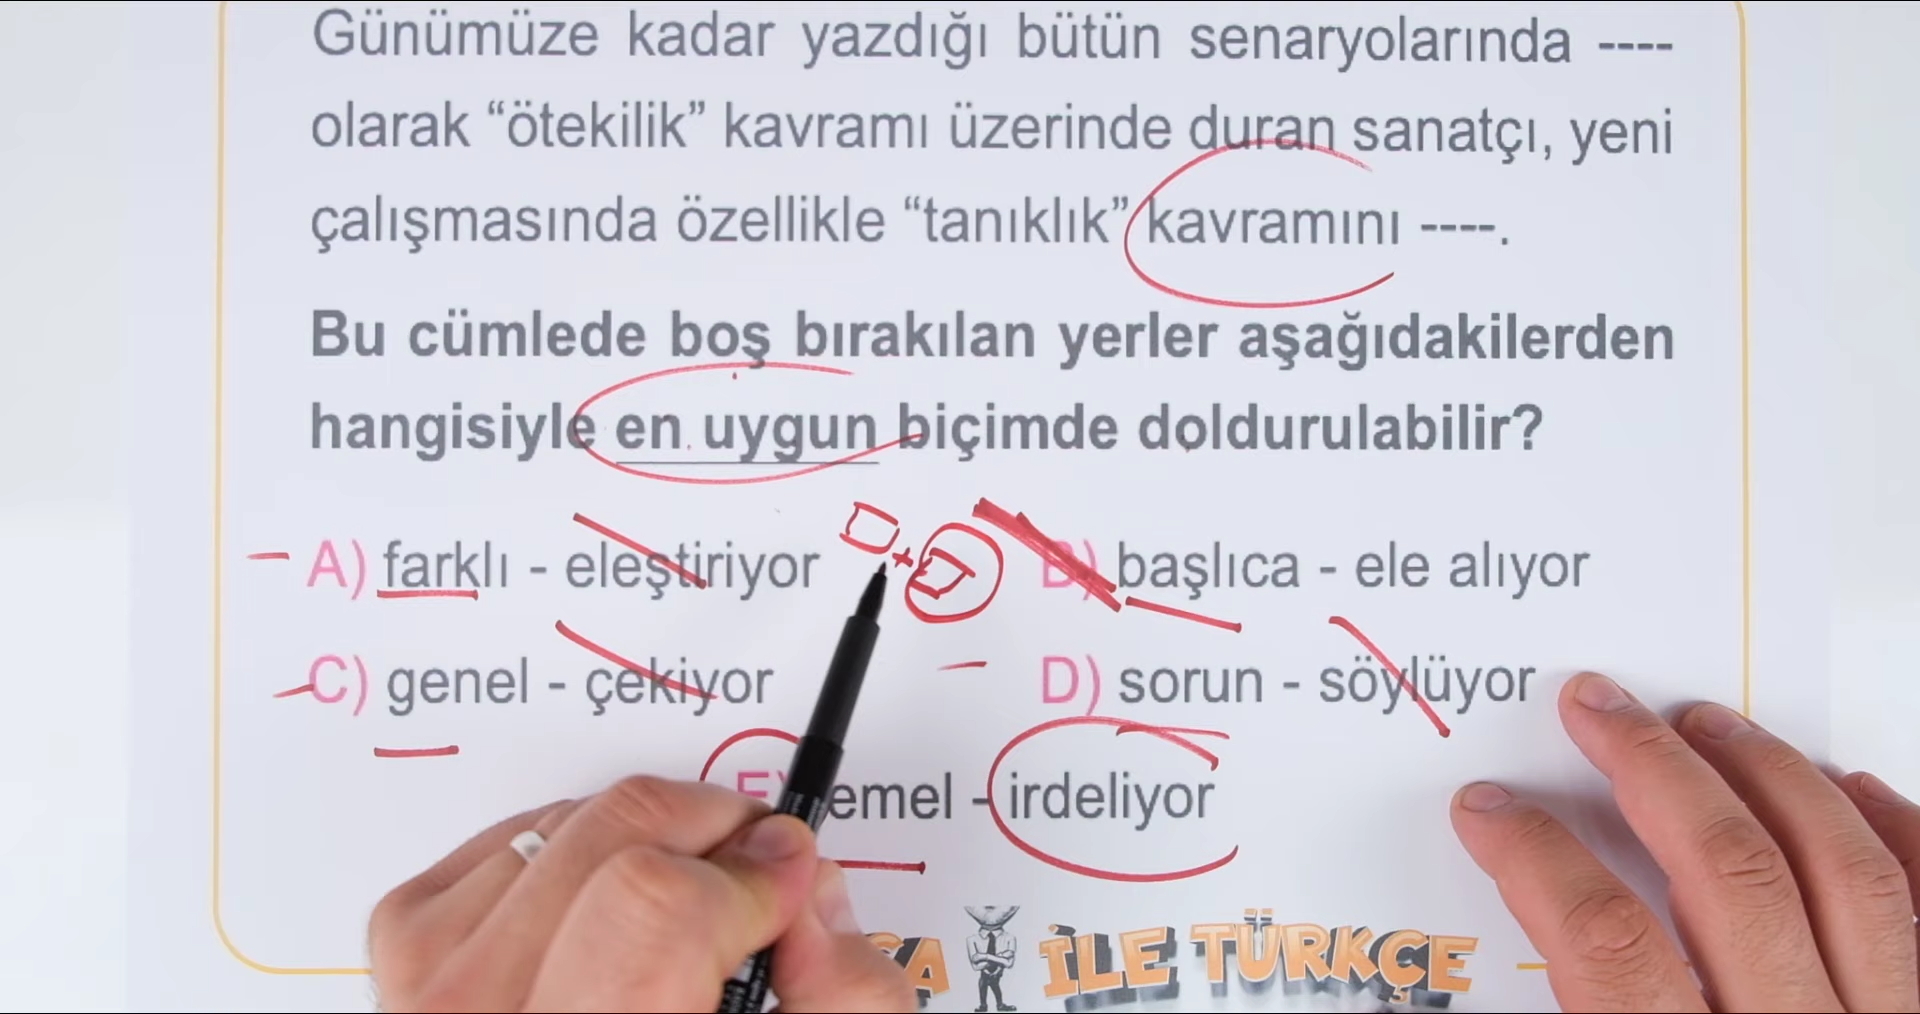 Günümüze kadar yazdığı bütün senaryolarında ----
olarak “ötekilik” kavramı üzerinde duran sanatçı, yeni
çalışmasında özellikle “tanıklık” kavramını ----.
Bu cümlede boş bırakılan yerler aşağıdakilerden
hangisiyle en uygun biçimde doldurulabilir?
A) farklı - eleştiriyor B) başlıca - ele alıyor
C) genel - çekiyor D) sorun - söylüyor
E) emel - irdeliyor
İLE TÜRKÇE